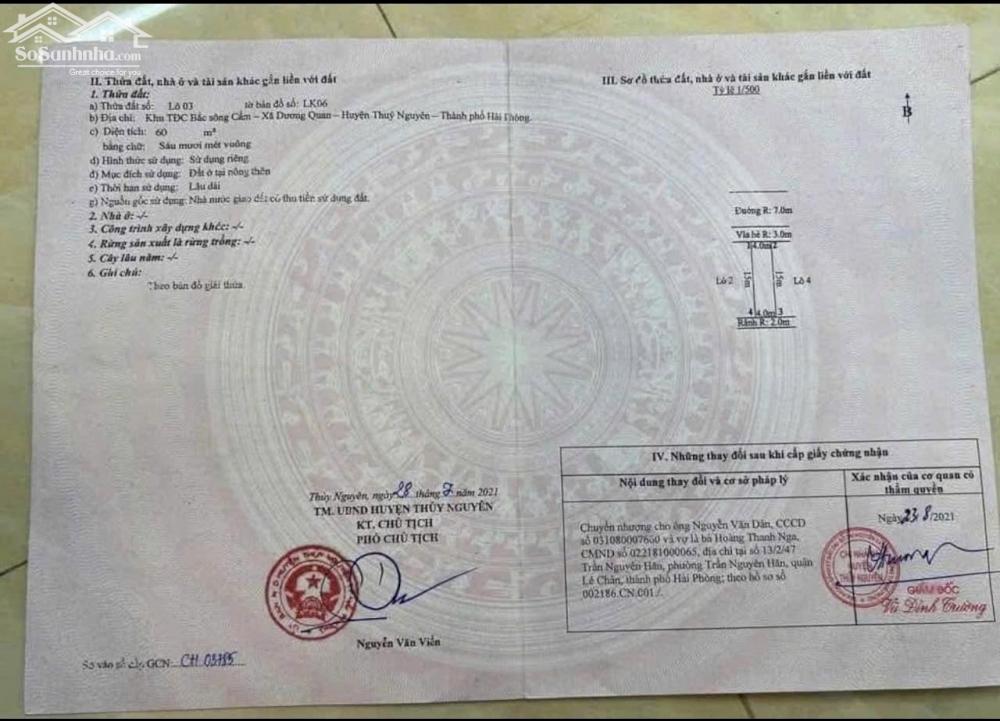 SoSanhnha.com
Great choice for you
II. Thửa đất, nhà ở và tài sản khác gắn liền với đất
1. Thửa đất:
a) Thửa đất số: Lô 03 tờ bản đồ số: LK06
b) Địa chỉ: Khu TĐC Bắc sông Cấm – Xã Dương Quan – Huyện Thuỷ Nguyên – Thành phố Hải Phòng.
c) Diện tích: 60 m²
bằng chữ: Sáu mươi mét vuông
d) Hình thức sử dụng: Sử dụng riêng
đ) Mục đích sử dụng: Đất ở tại nông thôn
e) Thời hạn sử dụng: Lâu dài
g) Nguồn gốc sử dụng: Nhà nước giao đất có thu tiền sử dụng đất.
2. Nhà ở: -/-
3. Công trình xây dựng khác: -/-
4. Rừng sản xuất là rừng trồng: -/-
5. Cây lâu năm: -/-
6. Ghi chú:
Theo bản đồ giải thửa.
Thủy Nguyên, ngày 28 tháng 7 năm 2021
TM. UBND HUYỆN THỦY NGUYÊN
KT. CHỦ TỊCH
PHÓ CHỦ TỊCH
Nguyễn Văn Viển
Số vào sổ cấp GCN: CH 03785
III. Sơ đồ thửa đất, nhà ở và tài sản khác gắn liền với đất
Tỷ lệ 1/500
B
Đường R: 7.0m
Vỉa hè R: 3.0m
1 4.0m 2
Lô 2 15m 15m Lô 4
4 4.0m 3
Rãnh R: 2.0m
IV. Những thay đổi sau khi cấp giấy chứng nhận
Nội dung thay đổi và cơ sở pháp lý
Xác nhận của cơ quan có
thẩm quyền
Chuyển nhượng cho ông Nguyễn Văn Dân, CCCD
số 031080007660 và vợ là bà Hoàng Thanh Nga,
CMND số 022181000065, địa chỉ tại số 13/2/47
Trần Nguyên Hãn, phường Trần Nguyên Hãn, quận
Lê Chân, thành phố Hải Phòng; theo hồ sơ số
002186.CN.001./.
Ngày 23/8/2021
CHI NHÁNH
HUYỆN
THỦY NGUYÊN
GIÁM ĐỐC
Vũ Đình Trường